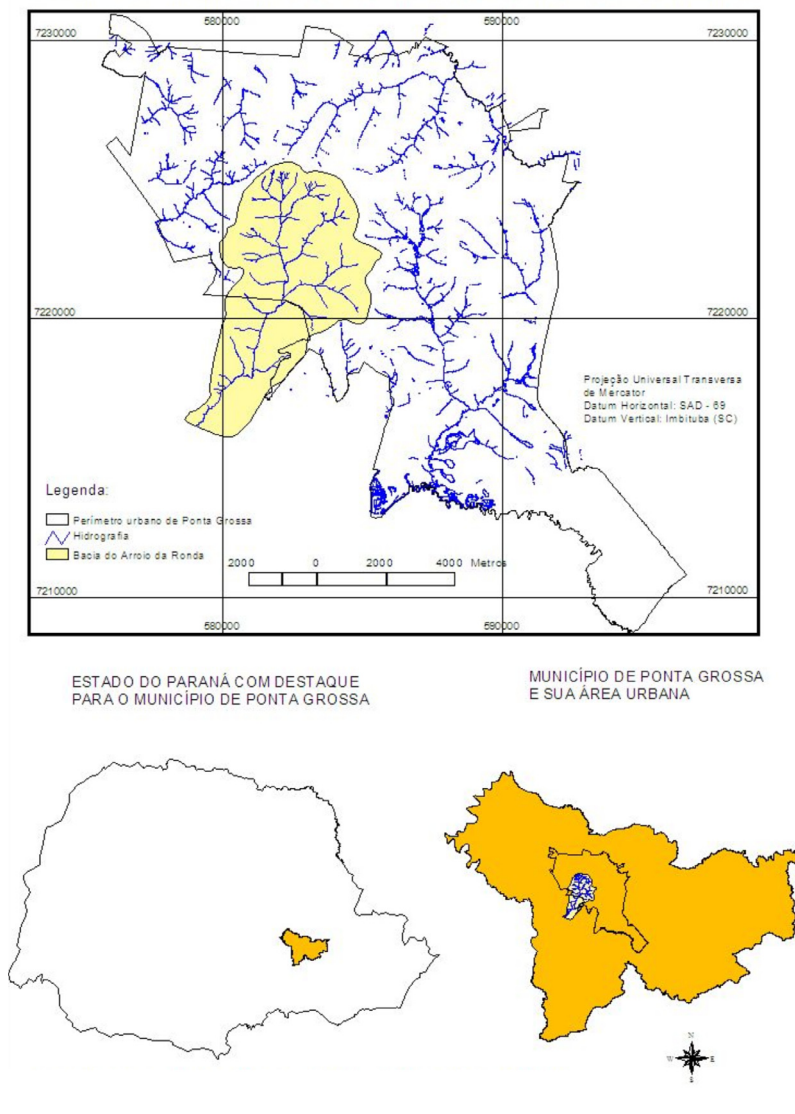 580000
590000
7230000
7230000
7220000
7220000
Projeção Universal Transversa
de Mercator
Datum Horizontal: SAD - 69
Datum Vertical: Imbituba (SC)
Legenda:
Perímetro urbano de Ponta Grossa
Hidrografia
Bacia do Arroio da Ronda
2000 0 2000 4000 Metros
7210000
7210000
580000
590000
ESTADO DO PARANÁ COM DESTAQUE
PARA O MUNICÍPIO DE PONTA GROSSA
MUNICÍPIO DE PONTA GROSSA
E SUA ÁREA URBANA
N
W E
S